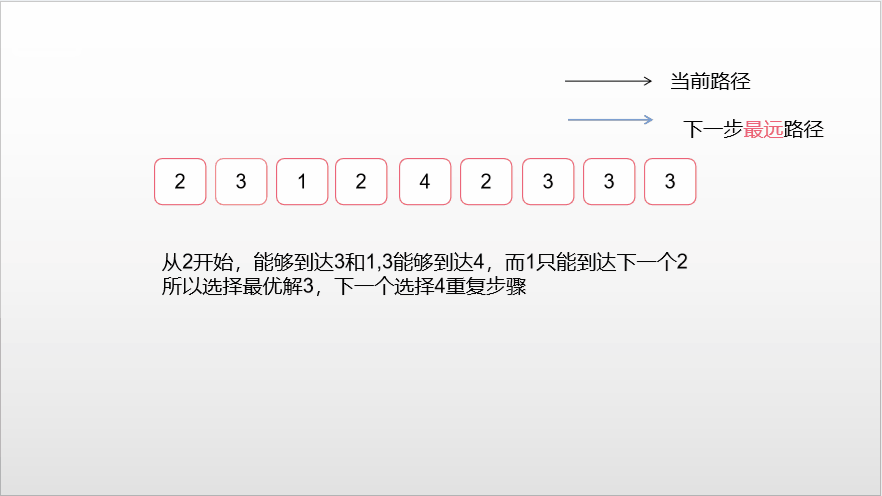 当前路径
下一步最远路径
2 3 1 2 4 2 3 3 3
从2开始，能够到达3和1,3能够到达4，而1只能到达下一个2
所以选择最优解3，下一个选择4重复步骤